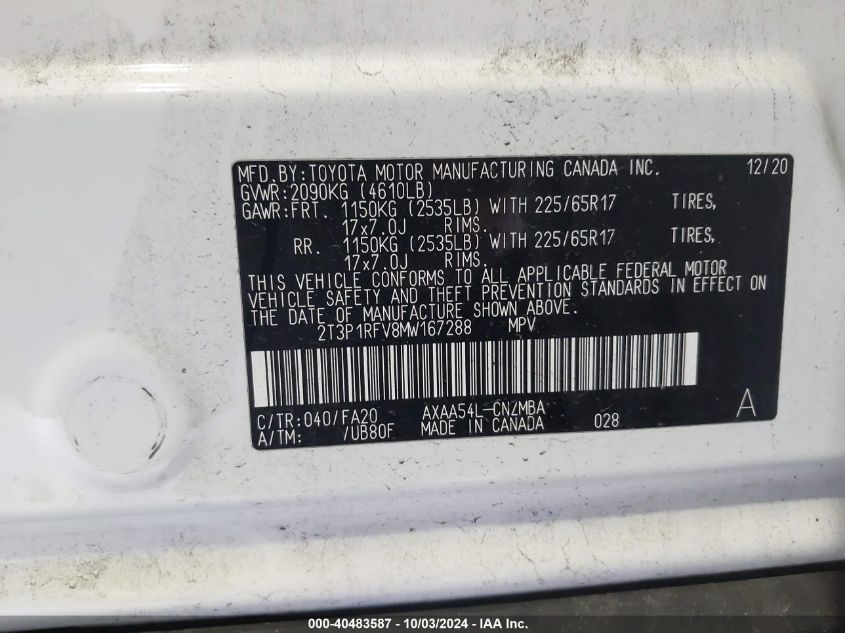 MFD.BY:TOYOTA MOTOR MANUFACTURING CANADA INC. 12/20
GVWR:2090KG (4610LB)
GAWR:FRT. 1150KG (2535LB) WITH 225/65R17 TIRES,
17x7.0J RIMS.
RR. 1150KG (2535LB) WITH 225/65R17 TIRES,
17x7.0J RIMS.
THIS VEHICLE CONFORMS TO ALL APPLICABLE FEDERAL MOTOR
VEHICLE SAFETY AND THEFT PREVENTION STANDARDS IN EFFECT ON
THE DATE OF MANUFACTURE SHOWN ABOVE.
2T3P1RFV8MW167288 MPV
C/TR:040/FA20 AXAA54L-CNZMBA A
A/TM: /UB80F MADE IN CANADA 028
000-40483587 - 10/03/2024 - IAA Inc.